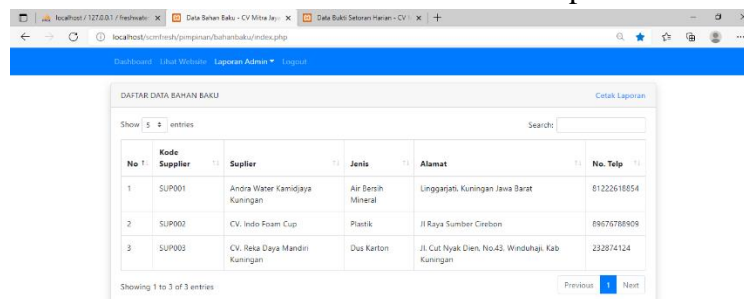 localhost / 127.0.0.1 / freshwater
Data Bahan Baku - CV Mitra Jaya
Data Bukti Setoran Harian - CV
localhost/scmfresh/pimpinan/bahanbaku/index.php
Dashboard Lihat Website Laporan Admin Logout
DAFTAR DATA BAHAN BAKU Cetak Laporan
Show 5 entries Search:
No Kode Supplier Suplier Jenis Alamat No. Telp
1 SUP001 Andra Water Kamidjaya Kuningan Air Bersih Mineral Linggarjati, Kuningan Jawa Barat 81222618854
2 SUP002 CV. Indo Foam Cup Plastik Jl Raya Sumber Cirebon 89676788909
3 SUP003 CV. Reka Daya Mandiri Kuningan Dus Karton Jl. Cut Nyak Dien, No.43, Winduhaji, Kab Kuningan 232874124
Showing 1 to 3 of 3 entries Previous 1 Next